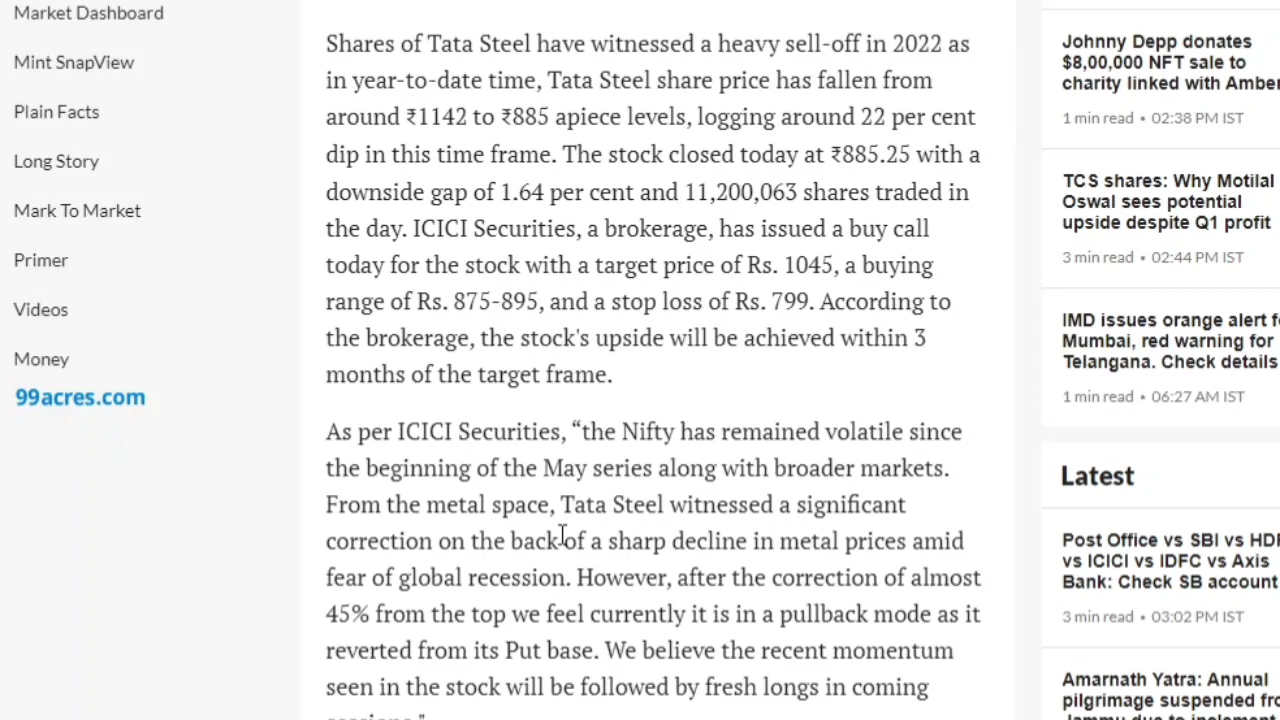 Market Dashboard
Mint SnapView
Plain Facts
Long Story
Mark To Market
Primer
Videos
Money
99acres.com
Shares of Tata Steel have witnessed a heavy sell-off in 2022 as
in year-to-date time, Tata Steel share price has fallen from
around ₹1142 to ₹885 apiece levels, logging around 22 per cent
dip in this time frame. The stock closed today at ₹885.25 with a
downside gap of 1.64 per cent and 11,200,063 shares traded in
the day. ICICI Securities, a brokerage, has issued a buy call
today for the stock with a target price of Rs. 1045, a buying
range of Rs. 875-895, and a stop loss of Rs. 799. According to
the brokerage, the stock's upside will be achieved within 3
months of the target frame.
As per ICICI Securities, “the Nifty has remained volatile since
the beginning of the May series along with broader markets.
From the metal space, Tata Steel witnessed a significant
correction on the back of a sharp decline in metal prices amid
fear of global recession. However, after the correction of almost
45% from the top we feel currently it is in a pullback mode as it
reverted from its Put base. We believe the recent momentum
seen in the stock will be followed by fresh longs in coming
Johnny Depp donates
$8,00,000 NFT sale to
charity linked with Amber
1 min read • 02:38 PM IST
TCS shares: Why Motilal
Oswal sees potential
upside despite Q1 profit
3 min read • 02:44 PM IST
IMD issues orange alert f
Mumbai, red warning for
Telangana. Check details
1 min read • 06:27 AM IST
Latest
Post Office vs SBI vs HDF
vs ICICI vs IDFC vs Axis
Bank: Check SB account
3 min read • 03:02 PM IST
Amarnath Yatra: Annual
pilgrimage suspended fro